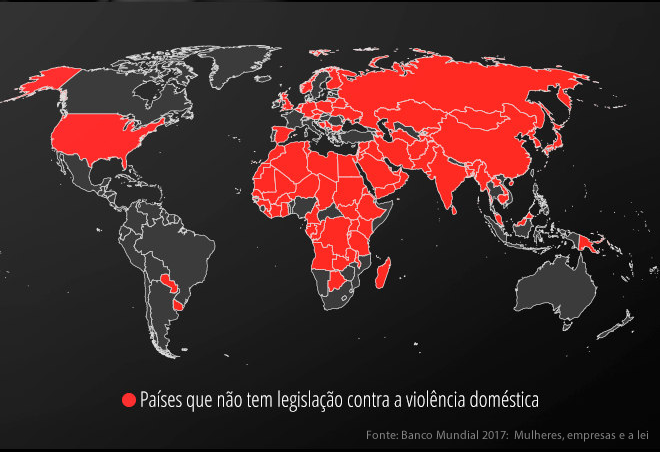 Países que não tem legislação contra a violência doméstica
Fonte: Banco Mundial 2017: Mulheres, empresas e a lei